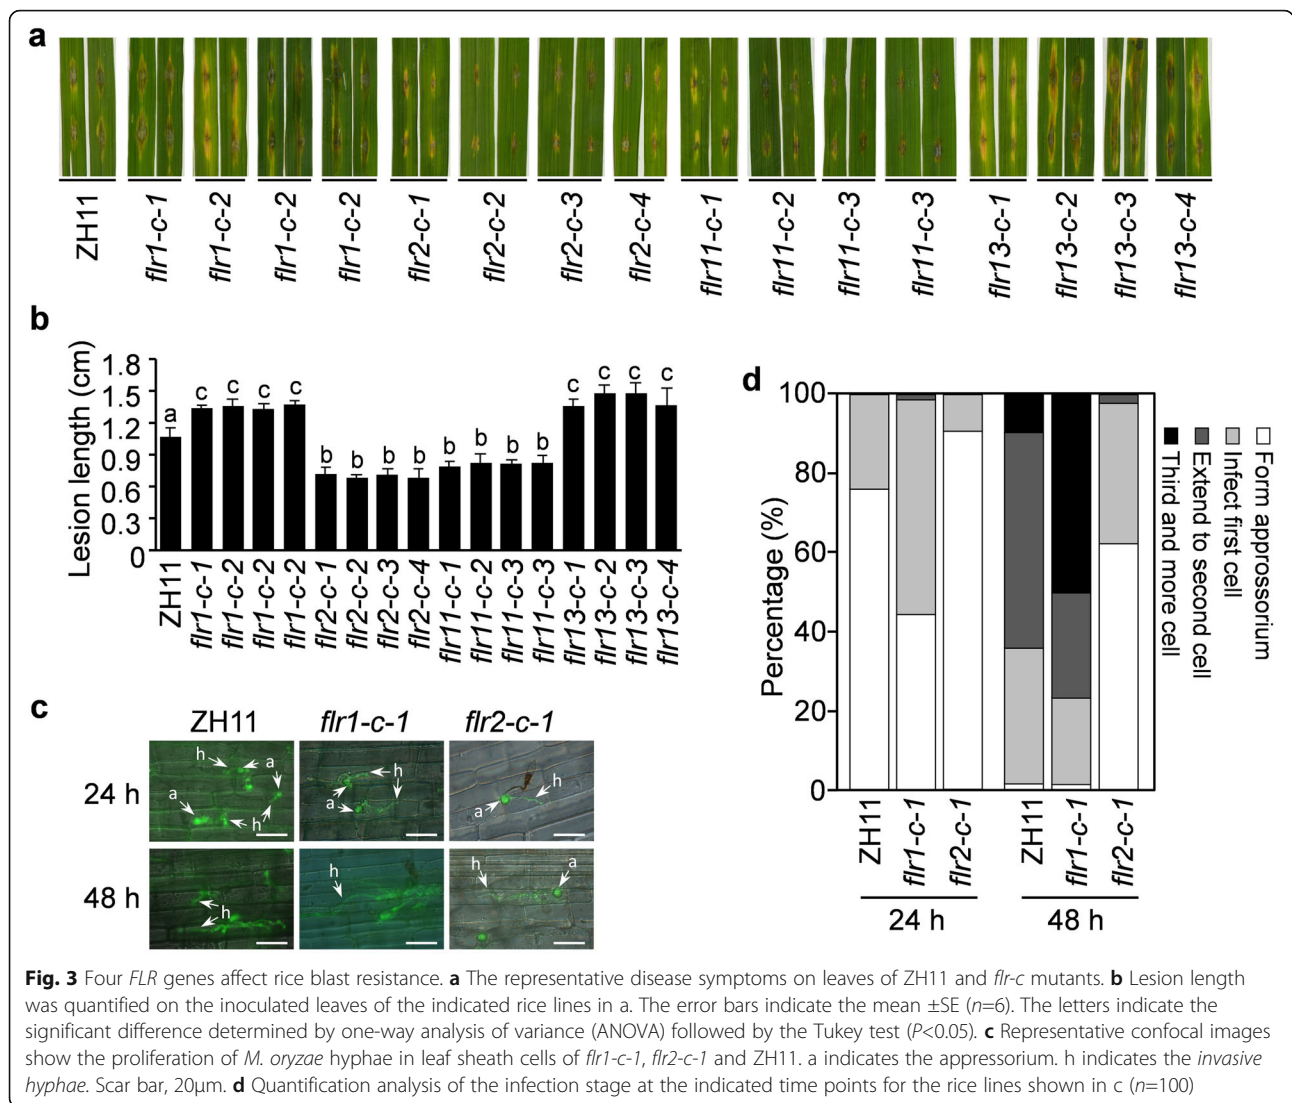 a
ZH11
flr1-c-1
flr1-c-2
flr1-c-2
flr1-c-2
flr2-c-1
flr2-c-2
flr2-c-3
flr2-c-4
flr11-c-1
flr11-c-2
flr11-c-3
flr11-c-3
flr13-c-1
flr13-c-2
flr13-c-3
flr13-c-4
b
Lesion length (cm)
1.8
1.5
1.2
0.9
0.6
0.3
0
a
c
c
c
c
b
b
b
b
b
b
b
b
c
c
c
c
ZH11
flr1-c-1
flr1-c-2
flr1-c-2
flr1-c-2
flr2-c-1
flr2-c-2
flr2-c-3
flr2-c-4
flr11-c-1
flr11-c-2
flr11-c-3
flr11-c-3
flr13-c-1
flr13-c-2
flr13-c-3
flr13-c-4
c
ZH11
flr1-c-1
flr2-c-1
24 h
h
a
a
h
h
a
h
a
48 h
h
h
h
a
d
Percentage (%)
100
80
60
40
20
0
ZH11
flr1-c-1
flr2-c-1
ZH11
flr1-c-1
flr2-c-1
24 h
48 h
Form approssorium
Infect first cell
Extend to second cell
Third and more cell
Fig. 3 Four FLR genes affect rice blast resistance. a The representative disease symptoms on leaves of ZH11 and flr-c mutants. b Lesion length
was quantified on the inoculated leaves of the indicated rice lines in a. The error bars indicate the mean ±SE (n=6). The letters indicate the
significant difference determined by one-way analysis of variance (ANOVA) followed by the Tukey test (P<0.05). c Representative confocal images
show the proliferation of M. oryzae hyphae in leaf sheath cells of flr1-c-1, flr2-c-1 and ZH11. a indicates the appressorium. h indicates the invasive
hyphae. Scar bar, 20μm. d Quantification analysis of the infection stage at the indicated time points for the rice lines shown in c (n=100)